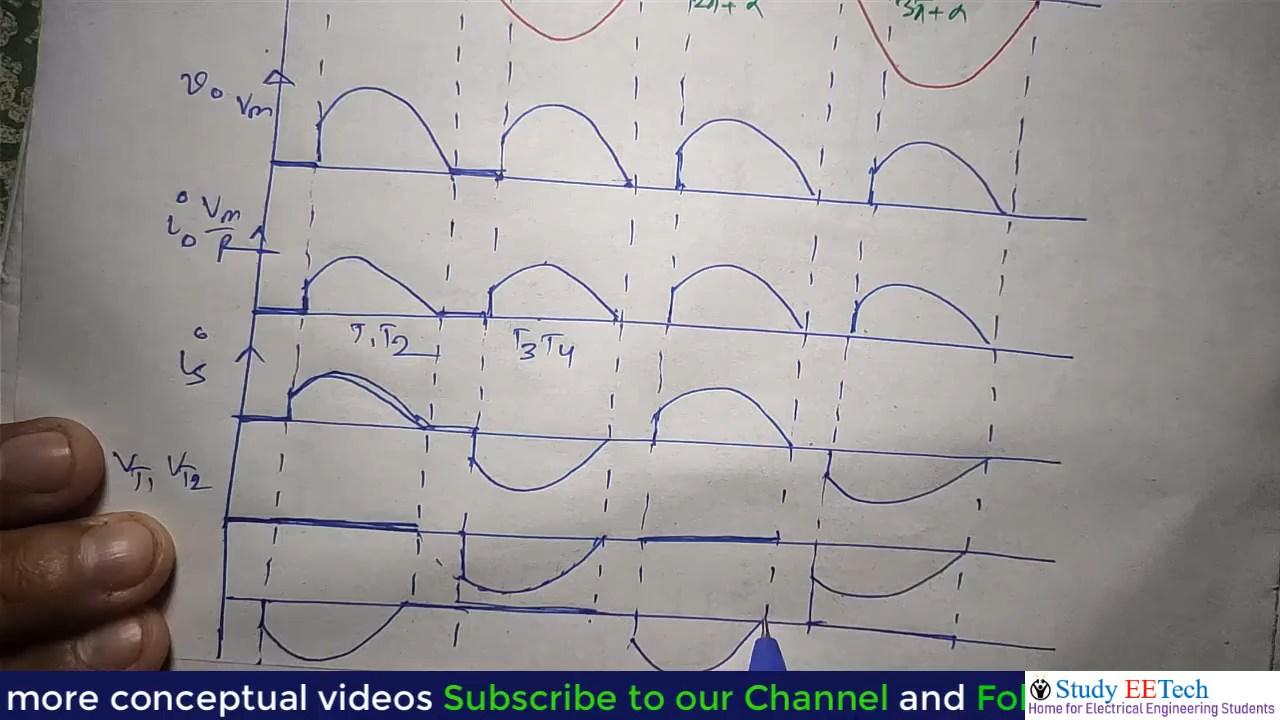 2π+α
3π+α
v₀ Vm
i₀ Vm/R
T₁T₂
T₃T₄
is
VT₁ VT₂
more conceptual videos Subscribe to our Channel and Fol
Study EETech
Home for Electrical Engineering Students